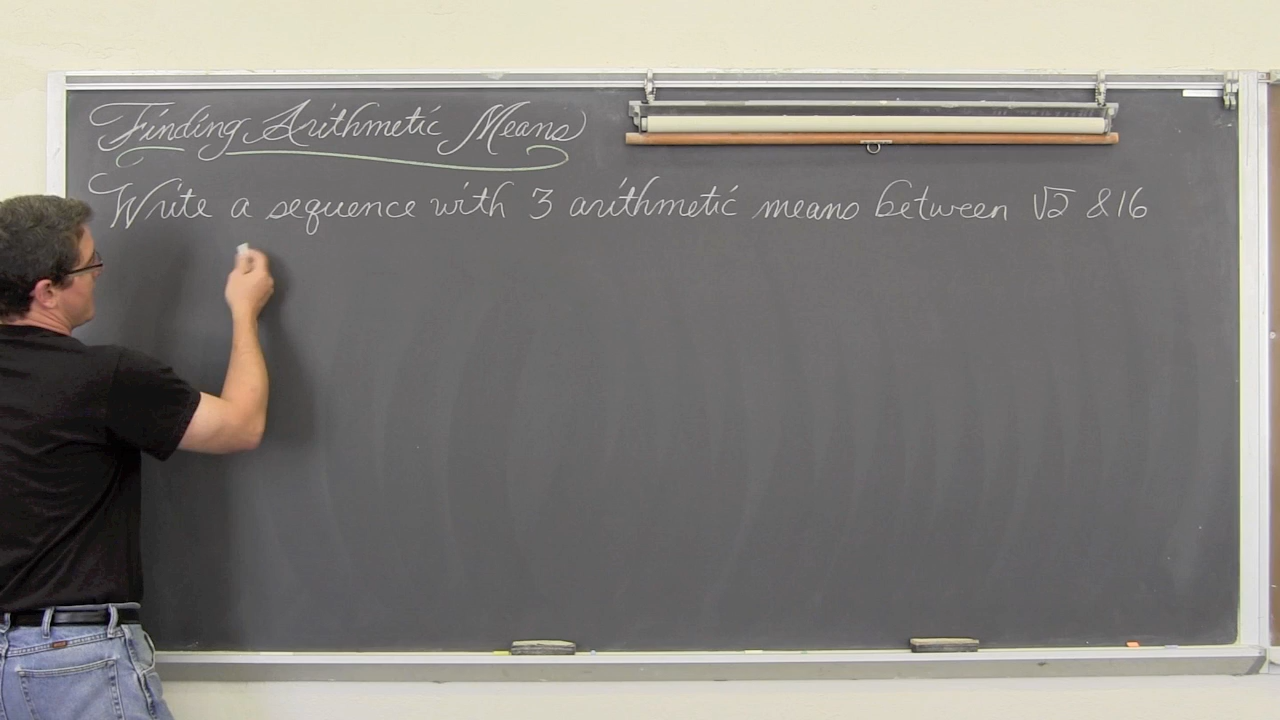 Finding Arithmetic Means
Write a sequence with 3 arithmetic means between √2 & 16